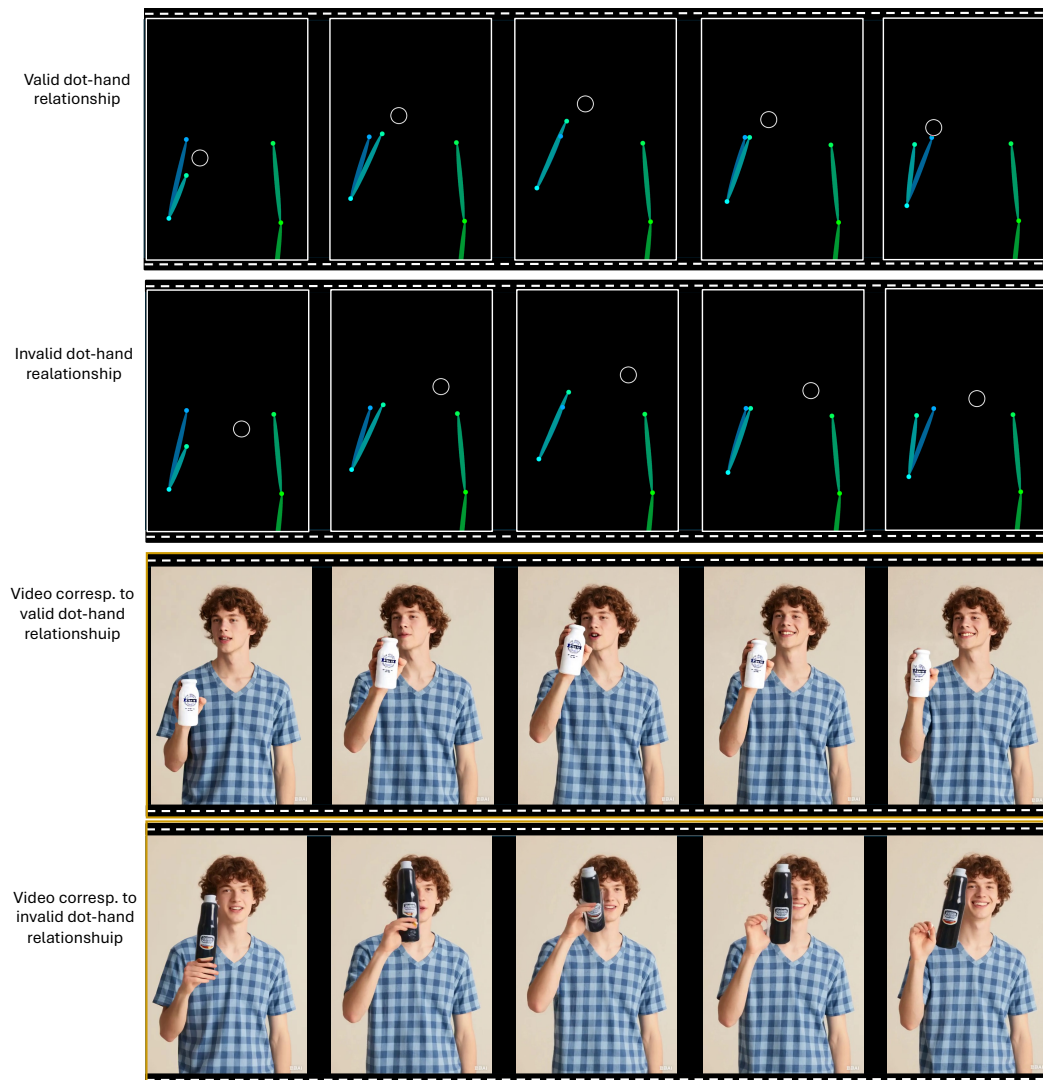 Valid dot-hand
relationship
Invalid dot-hand
realationship
Video corresp. to
valid dot-hand
relationshuip
Video corresp. to
invalid dot-hand
relationshuip